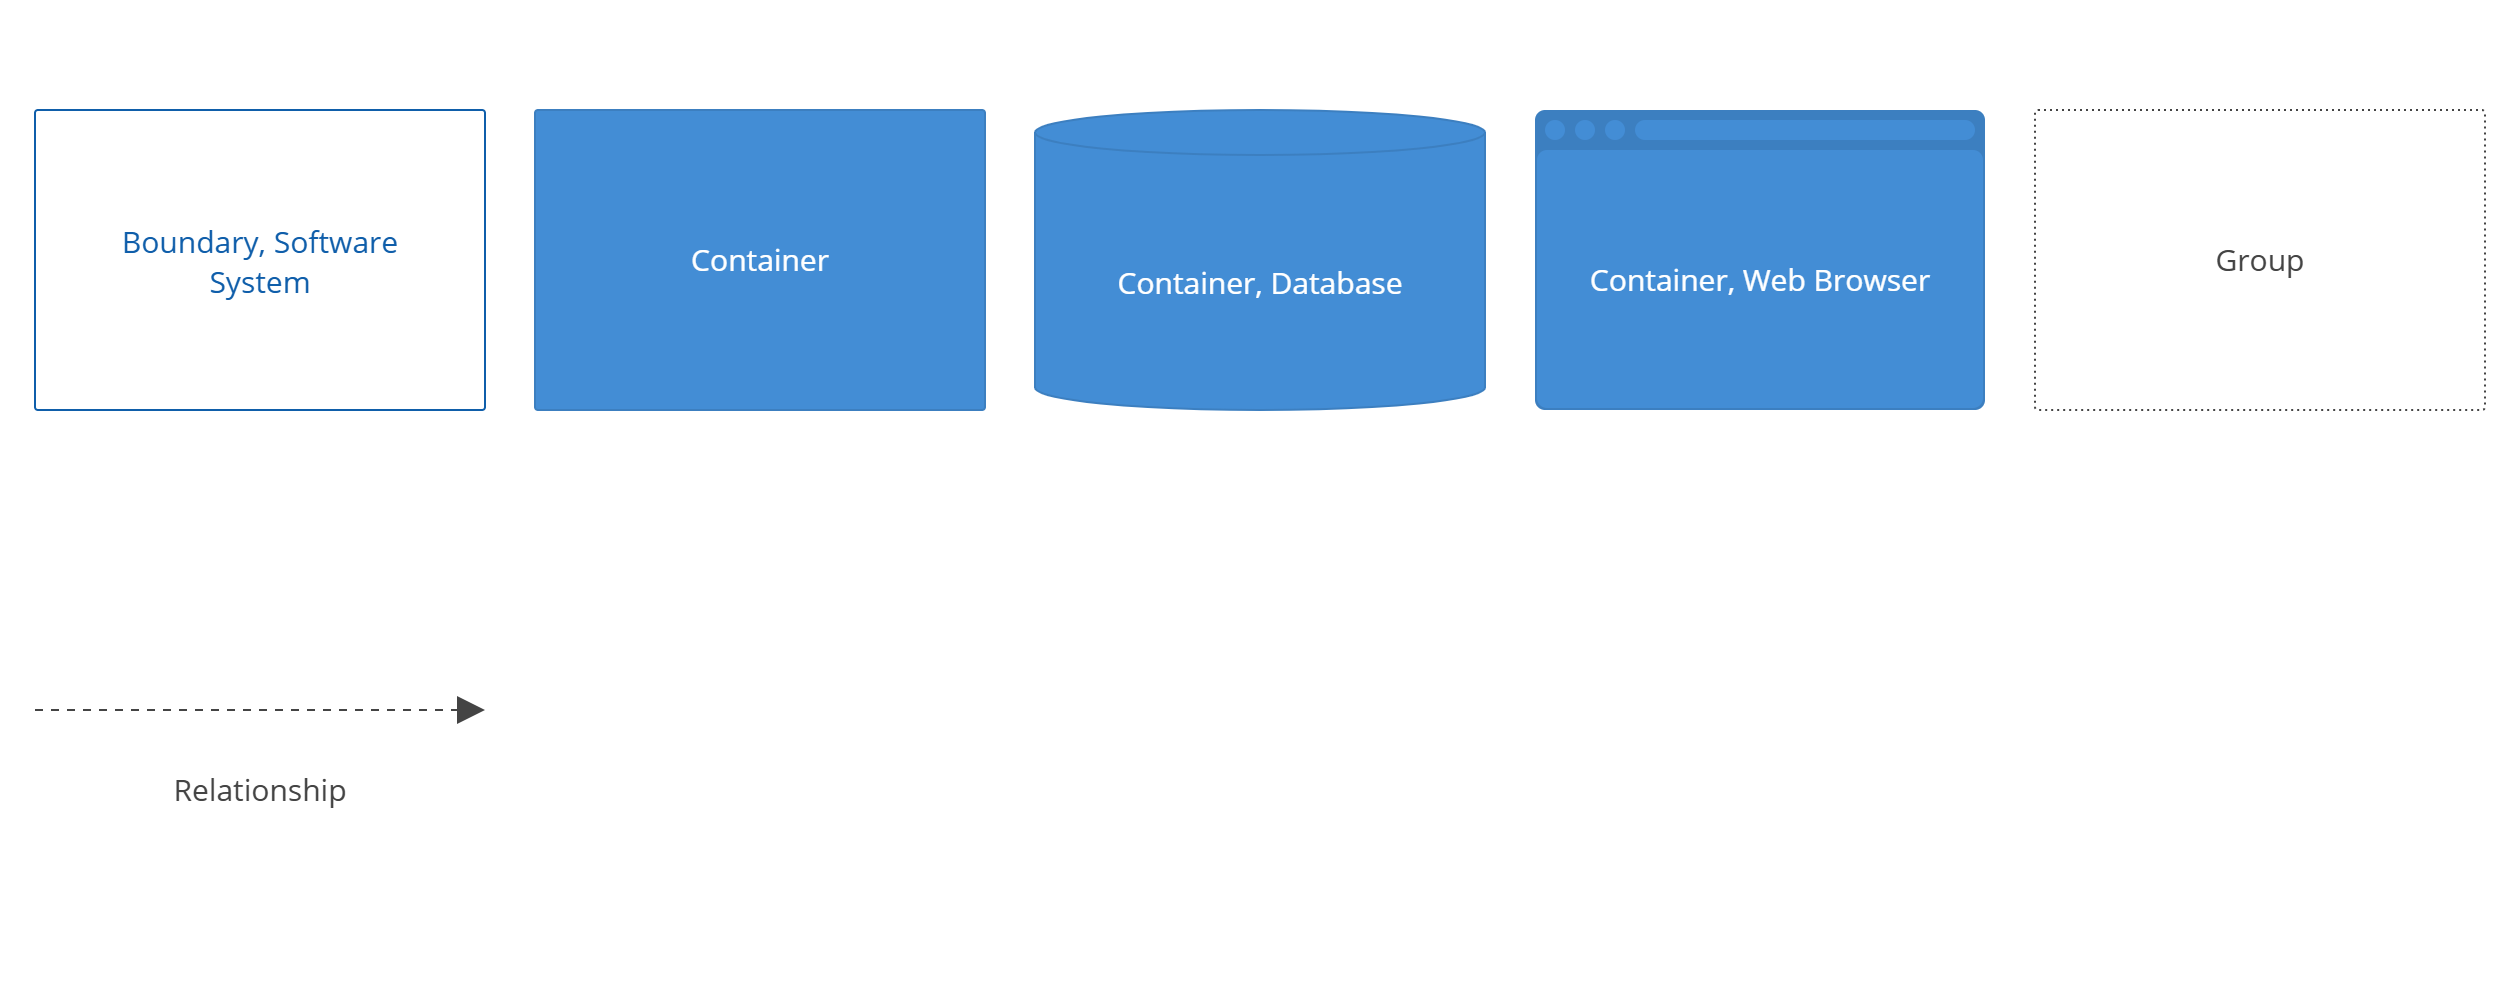 Boundary, Software
System
Container
Container, Database
Container, Web Browser
Group
Relationship